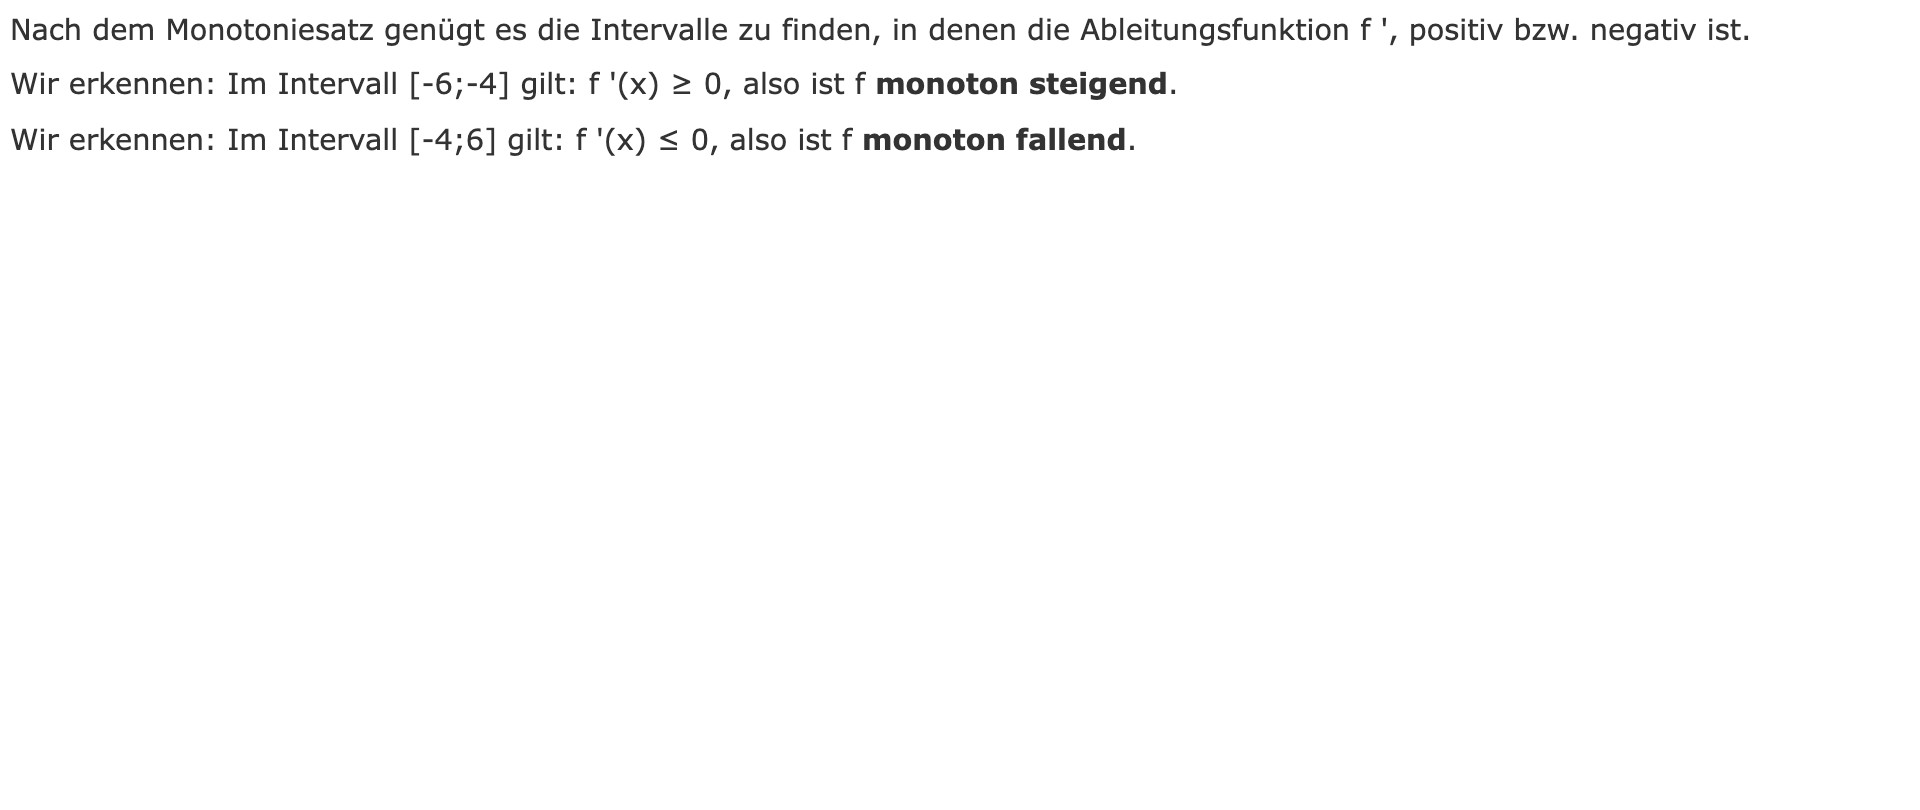 Nach dem Monotoniesatz genügt es die Intervalle zu finden, in denen die Ableitungsfunktion f ', positiv bzw. negativ ist.
Wir erkennen: Im Intervall [-6;-4] gilt: f '(x) ≥ 0, also ist f monoton steigend.
Wir erkennen: Im Intervall [-4;6] gilt: f '(x) ≤ 0, also ist f monoton fallend.